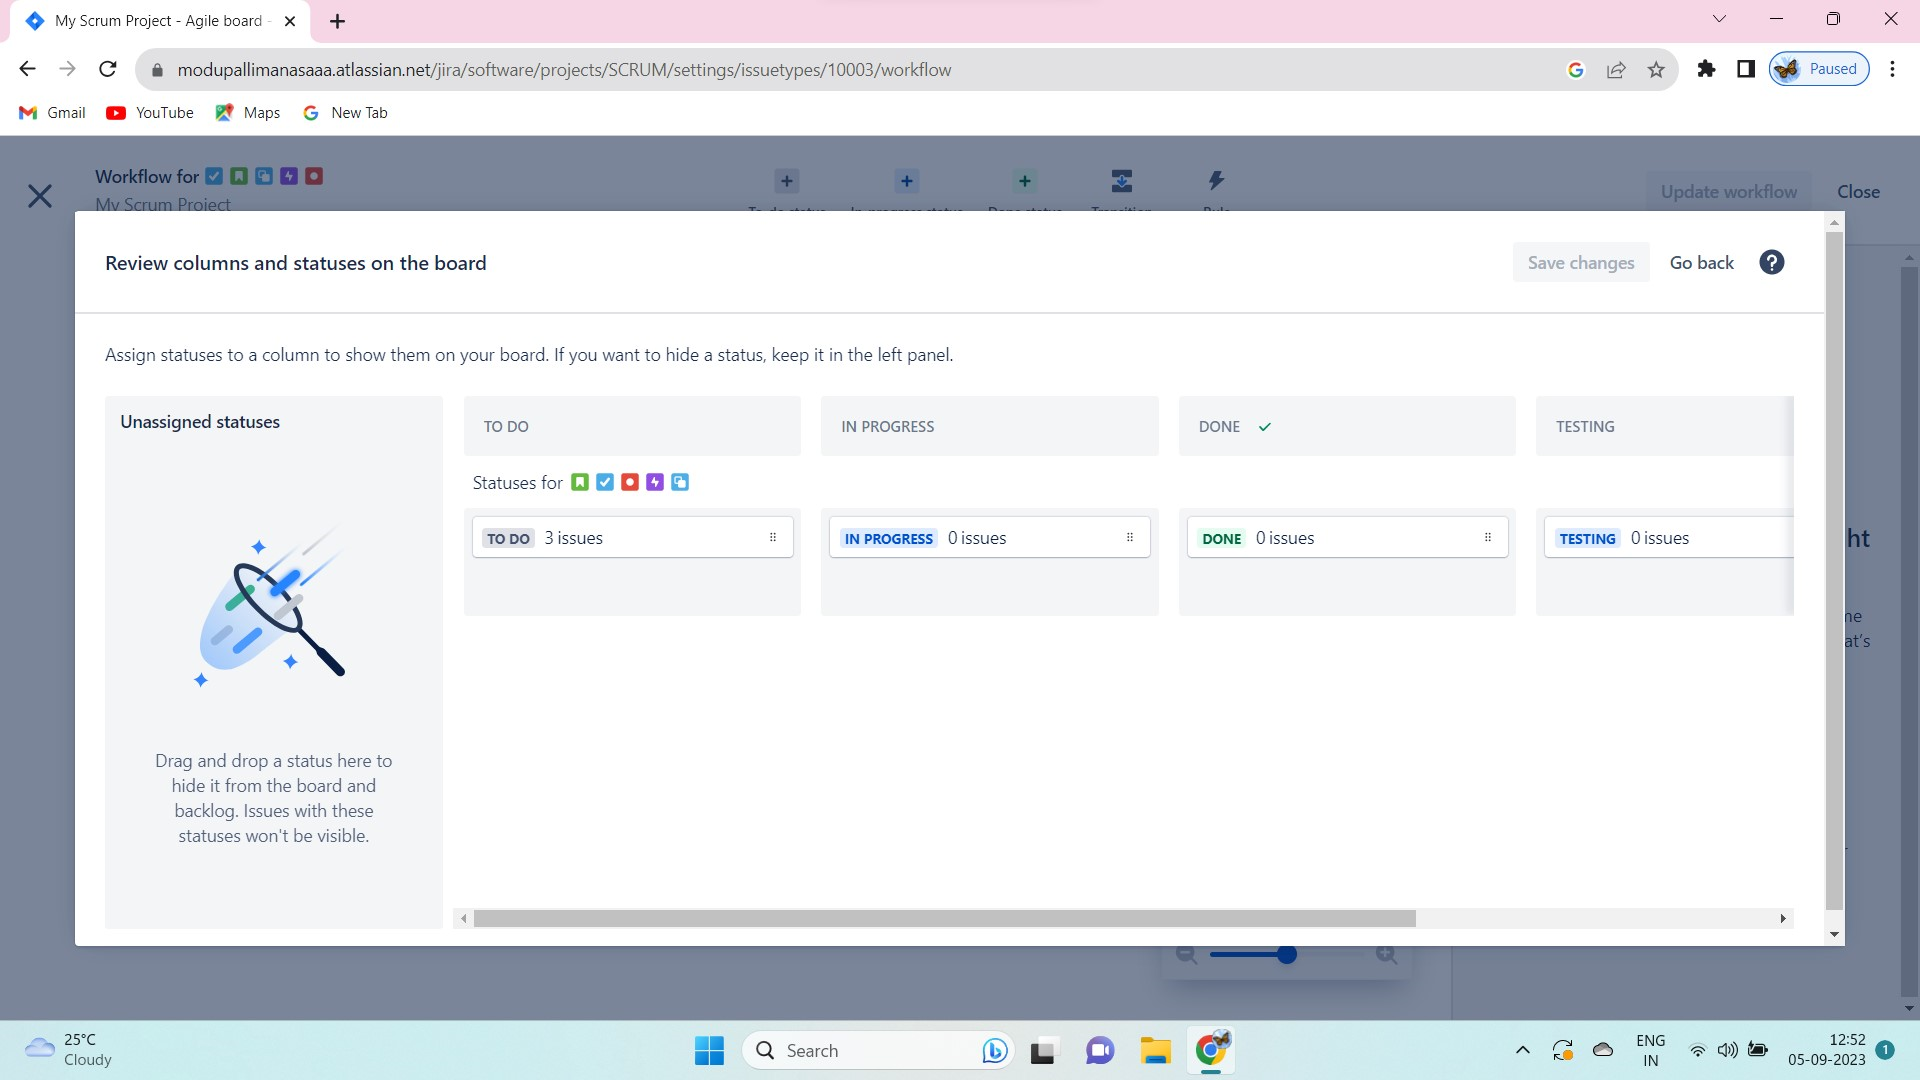 My Scrum Project - Agile board -
modupallimanasaaa.atlassian.net/jira/software/projects/SCRUM/settings/issuetypes/10003/workflow
Paused
Gmail YouTube Maps New Tab
Workflow for
My Scrum Project
Update workflow Close
Review columns and statuses on the board
Save changes Go back
Assign statuses to a column to show them on your board. If you want to hide a status, keep it in the left panel.
Unassigned statuses
TO DO IN PROGRESS DONE TESTING
Statuses for
TO DO 3 issues IN PROGRESS 0 issues DONE 0 issues TESTING 0 issues
ht
Drag and drop a status here to
hide it from the board and
backlog. Issues with these
statuses won't be visible.
25°C
Cloudy
Search
ENG
IN
12:52
05-09-2023
1